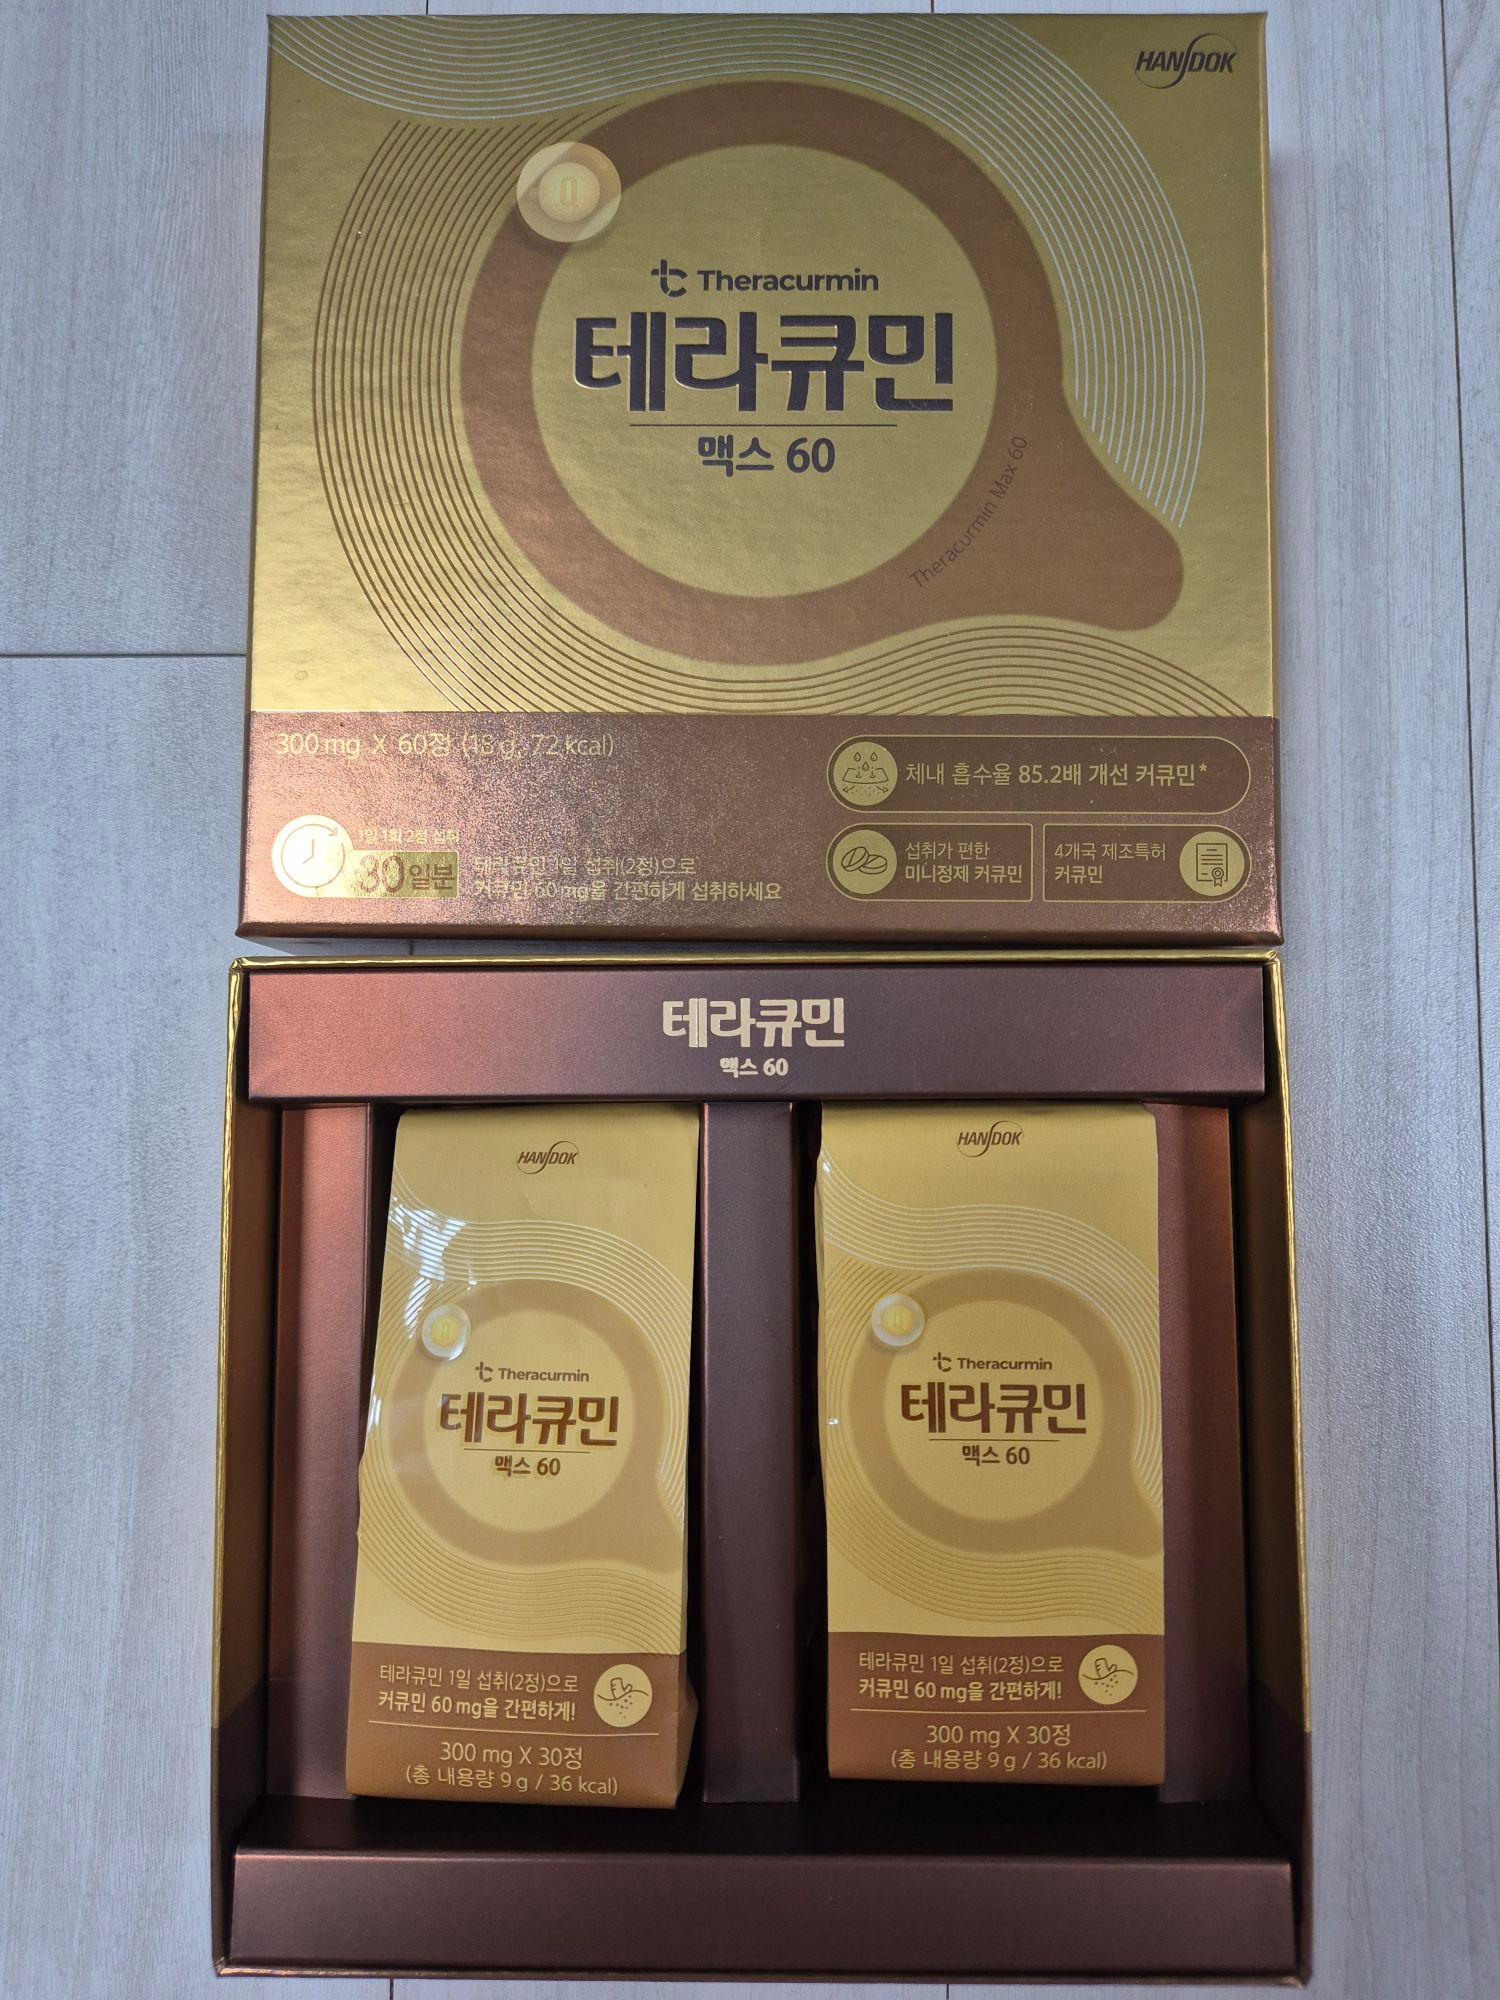 HANDOK
Q
tc Theracurmin
테라큐민
맥스 60
Theracurmin Max 60
300 mg X 60정 (18 g, 72 kcal)
1일 1회 2정 섭취
30일분
테라큐민 1일 섭취(2정)으로
커큐민 60 mg을 간편하게 섭취하세요
체내 흡수율 85.2배 개선 커큐민*
섭취가 편한
미니정제 커큐민
4개국 제조특허
커큐민
테라큐민
맥스 60
HANDOK
Q
tc Theracurmin
테라큐민
맥스 60
테라큐민 1일 섭취(2정)으로
커큐민 60 mg을 간편하게!
300 mg X 30정
(총 내용량 9 g / 36 kcal)
HANDOK
Q
tc Theracurmin
테라큐민
맥스 60
테라큐민 1일 섭취(2정)으로
커큐민 60 mg을 간편하게!
300 mg X 30정
(총 내용량 9 g / 36 kcal)